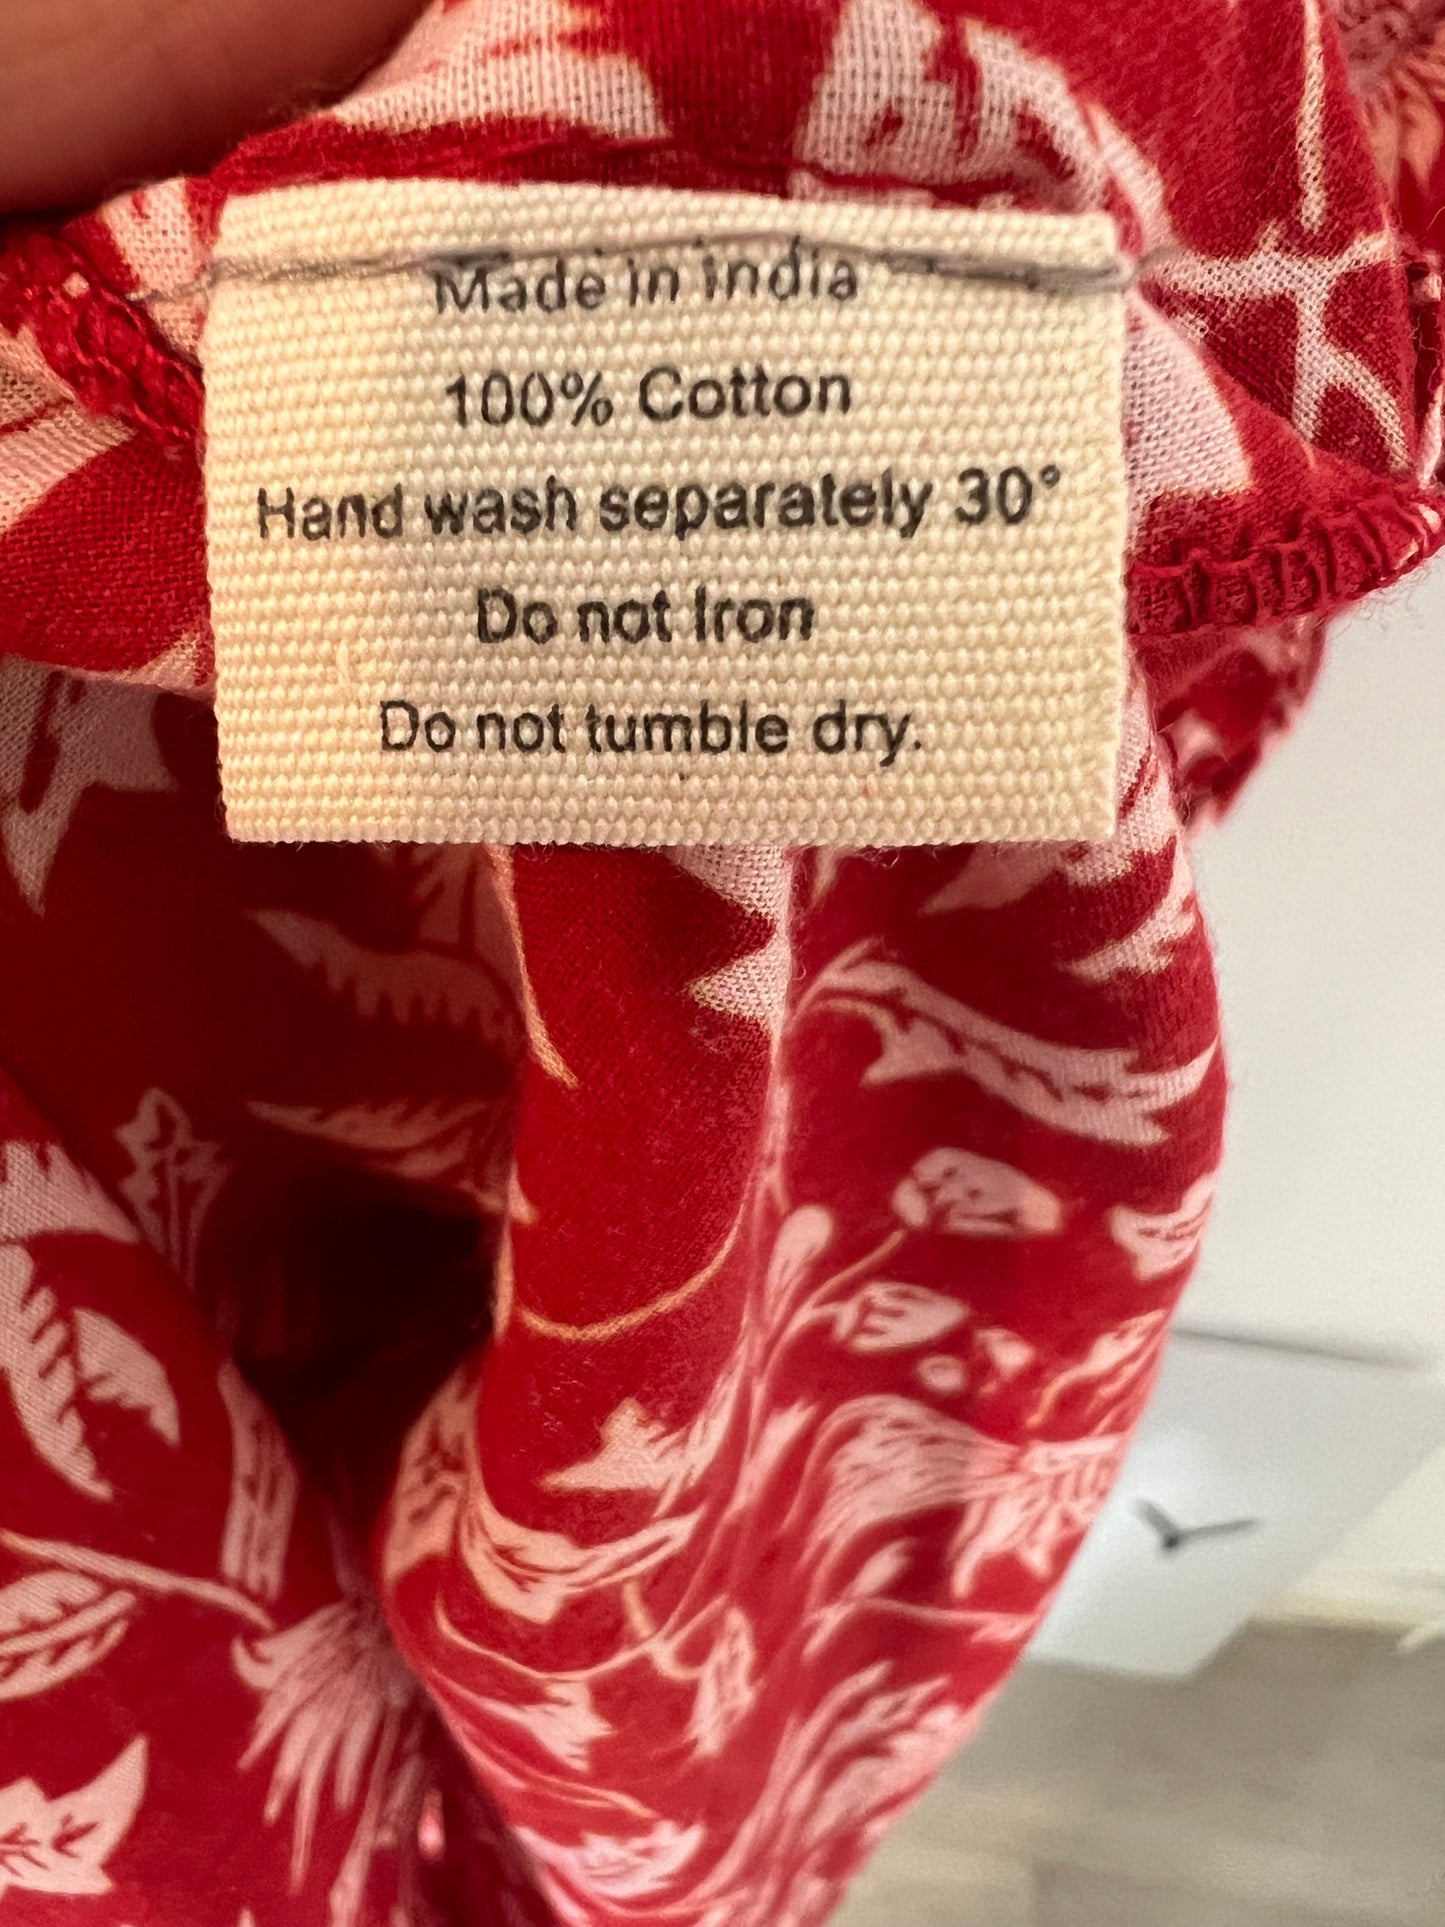 Made in india
100% Cotton
Hand wash separately 30°
Do not Iron
Do not tumble dry.